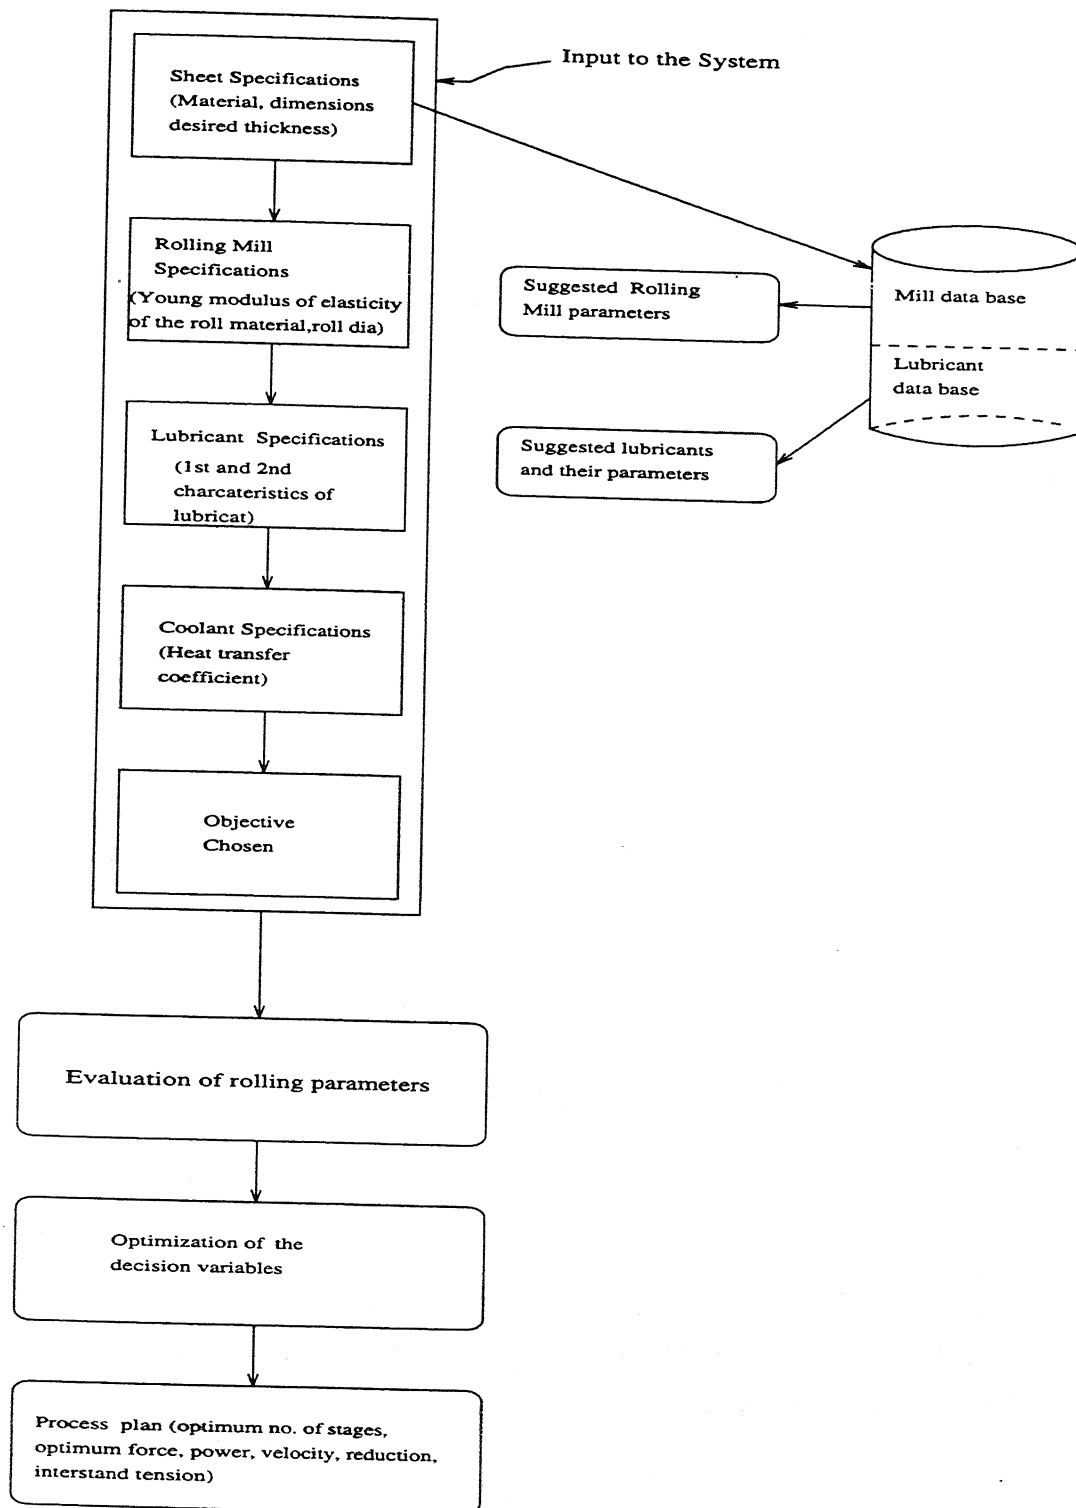 Input to the System
Sheet Specifications
(Material, dimensions
desired thickness)
Rolling Mill
Specifications
(Young modulus of elasticity
of the roll material,roll dia)
Suggested Rolling
Mill parameters
Mill data base
Lubricant
data base
Lubricant Specifications
(1st and 2nd
charcateristics of
lubricat)
Suggested lubricants
and their parameters
Coolant Specifications
(Heat transfer
coefficient)
Objective
Chosen
Evaluation of rolling parameters
Optimization of the
decision variables
Process plan (optimum no. of stages,
optimum force, power, velocity, reduction,
interstand tension)